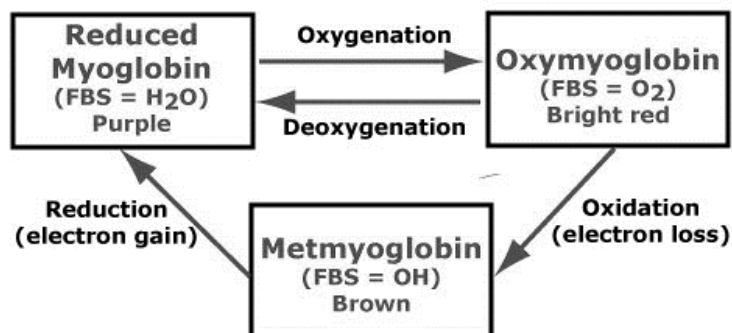 Reduced
Myoglobin
(FBS = H2O)
Purple
Oxygenation
Deoxygenation
Oxymyoglobin
(FBS = O2)
Bright red
Reduction
(electron gain)
Metmyoglobin
(FBS = OH)
Brown
Oxidation
(electron loss)